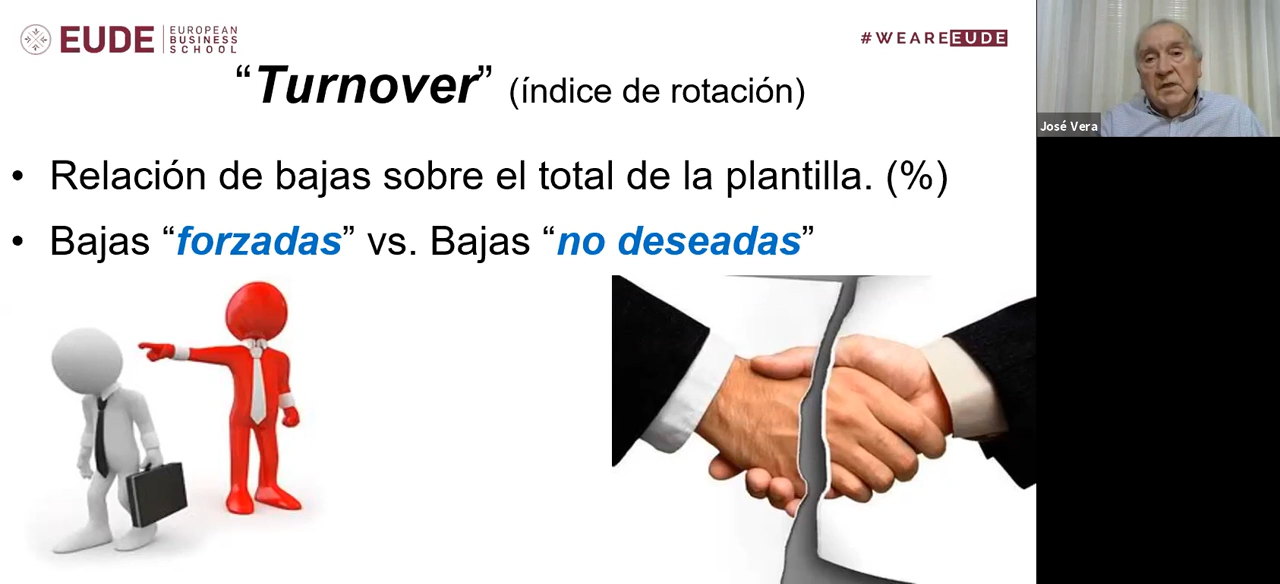 EUDE
EUROPEAN
BUSINESS
SCHOOL
#WEAREEUDE
“Turnover” (índice de rotación)
• Relación de bajas sobre el total de la plantilla. (%)
• Bajas “forzadas” vs. Bajas “no deseadas”
José Vera